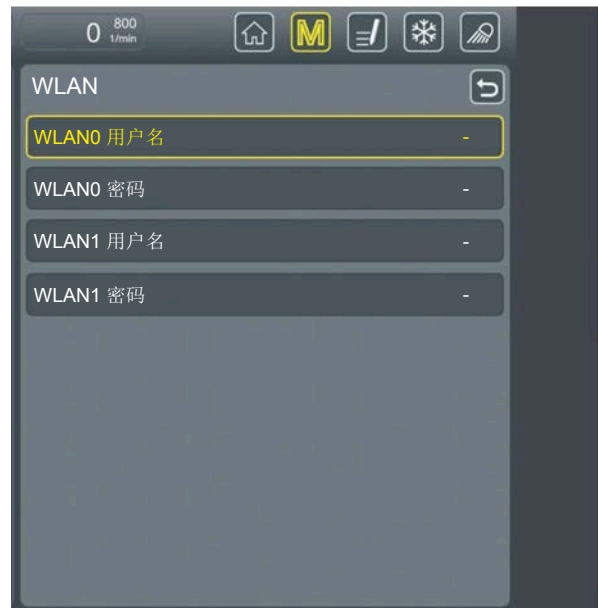 0 800
1/min
M
WLAN
WLAN0 用户名 -
WLAN0 密码 -
WLAN1 用户名 -
WLAN1 密码 -